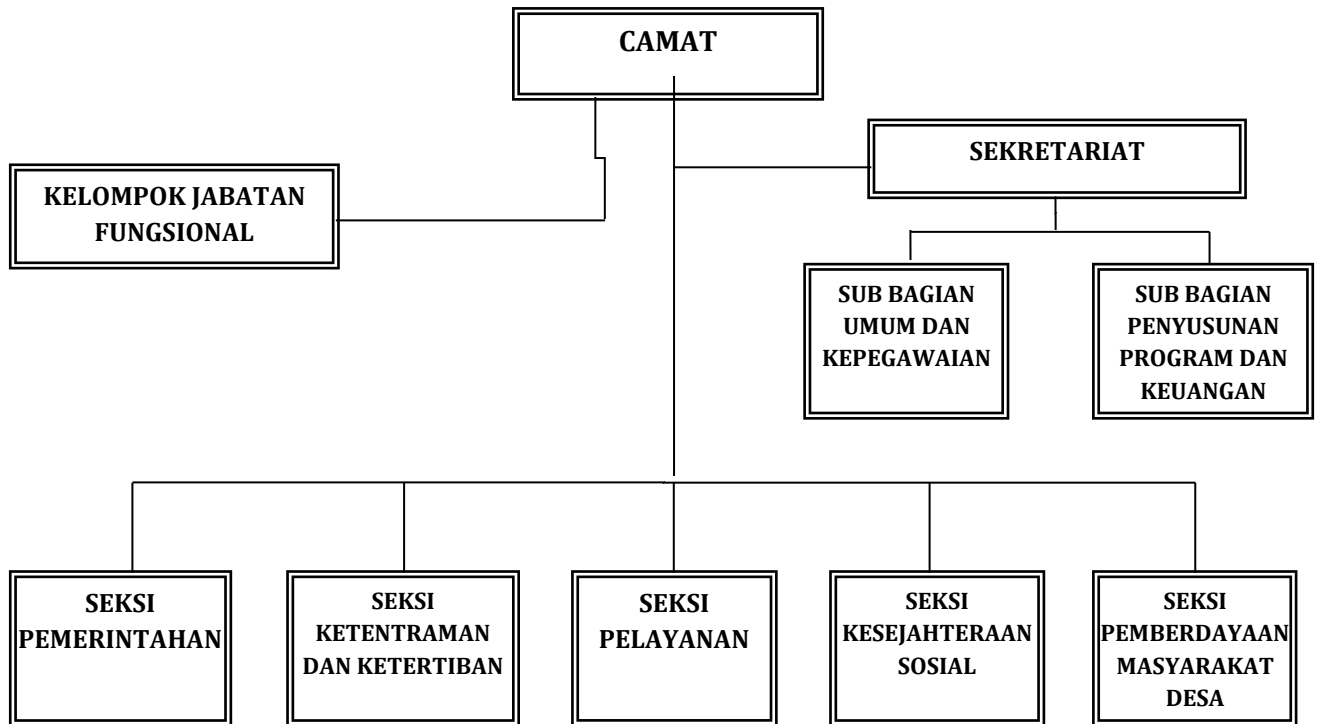 CAMAT
SEKRETARIAT
KELOMPOK JABATAN
FUNGSIONAL
SUB BAGIAN
UMUM DAN
KEPEGAWAIAN
SUB BAGIAN
PENYUSUNAN
PROGRAM DAN
KEUANGAN
SEKSI
PEMERINTAHAN
SEKSI
KETENTRAMAN
DAN KETERTIBAN
SEKSI
PELAYANAN
SEKSI
KESEJAHTERAAN
SOSIAL
SEKSI
PEMBERDAYAAN
MASYARAKAT
DESA